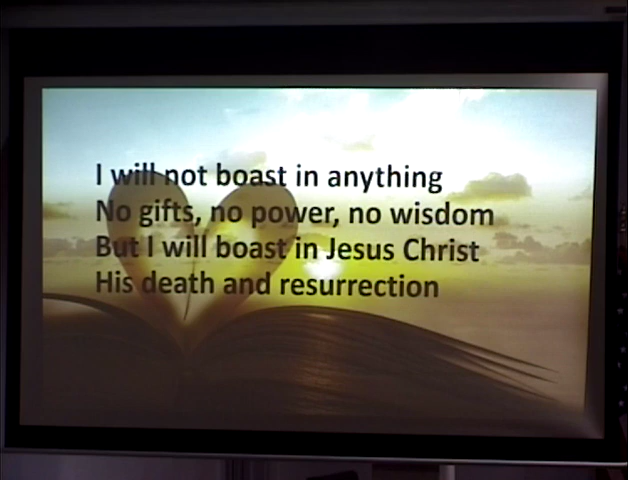 I will not boast in anything
No gifts, no power, no wisdom
But I will boast in Jesus Christ
His death and resurrection